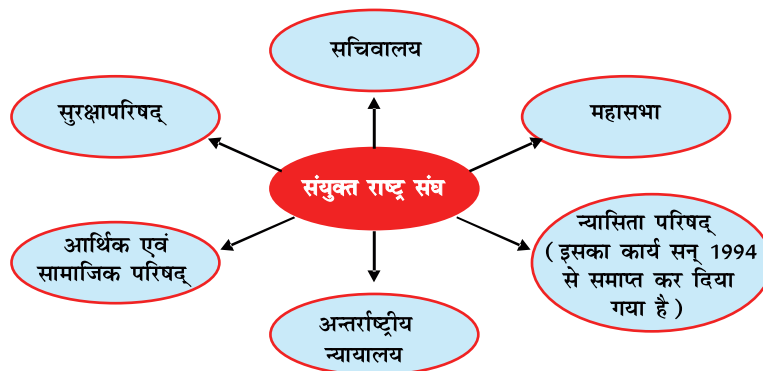 सचिवालय
सुरक्षापरिषद्
महासभा
संयुक्त राष्ट्र संघ
आर्थिक एवं
सामाजिक परिषद्
न्यासिता परिषद्
( इसका कार्य सन् 1994
से समाप्त कर दिया
गया है )
अन्तर्राष्ट्रीय
न्यायालय